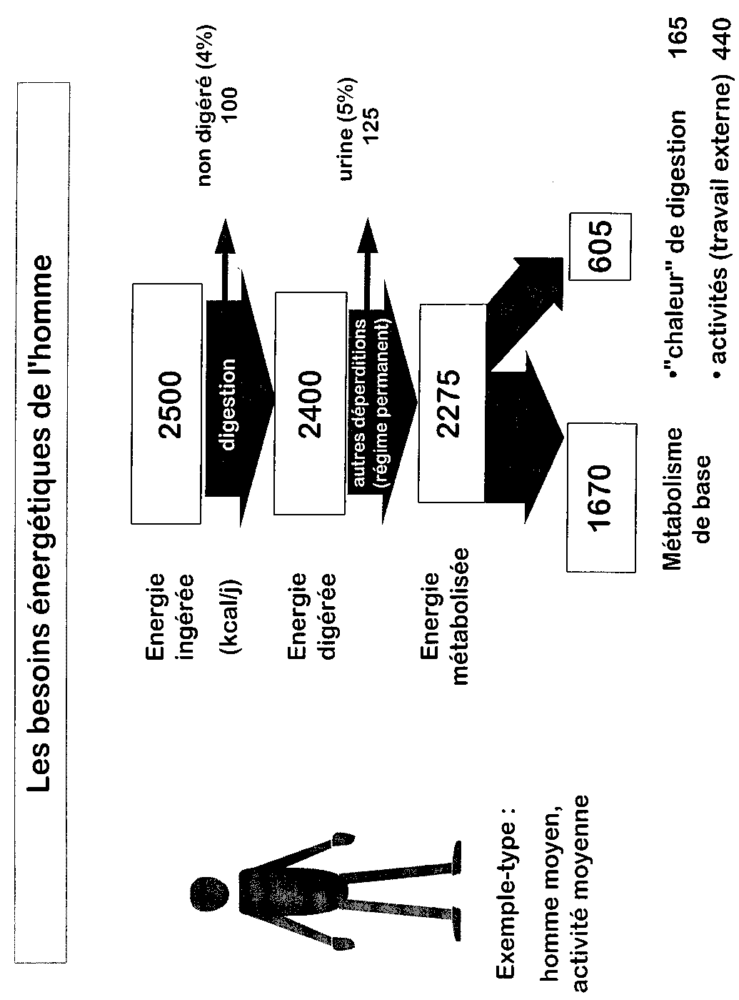 Les besoins énergétiques de l'homme
Energie
ingérée
(kcal/j)
2500
digestion
non digéré (4%)
100
Energie
digérée
2400
autres déperditions
(régime permanent)
urine (5%)
125
Energie
métabolisée
2275
1670
605
Métabolisme
de base
•"chaleur" de digestion 165
• activités (travail externe) 440
Exemple-type :
homme moyen,
activité moyenne